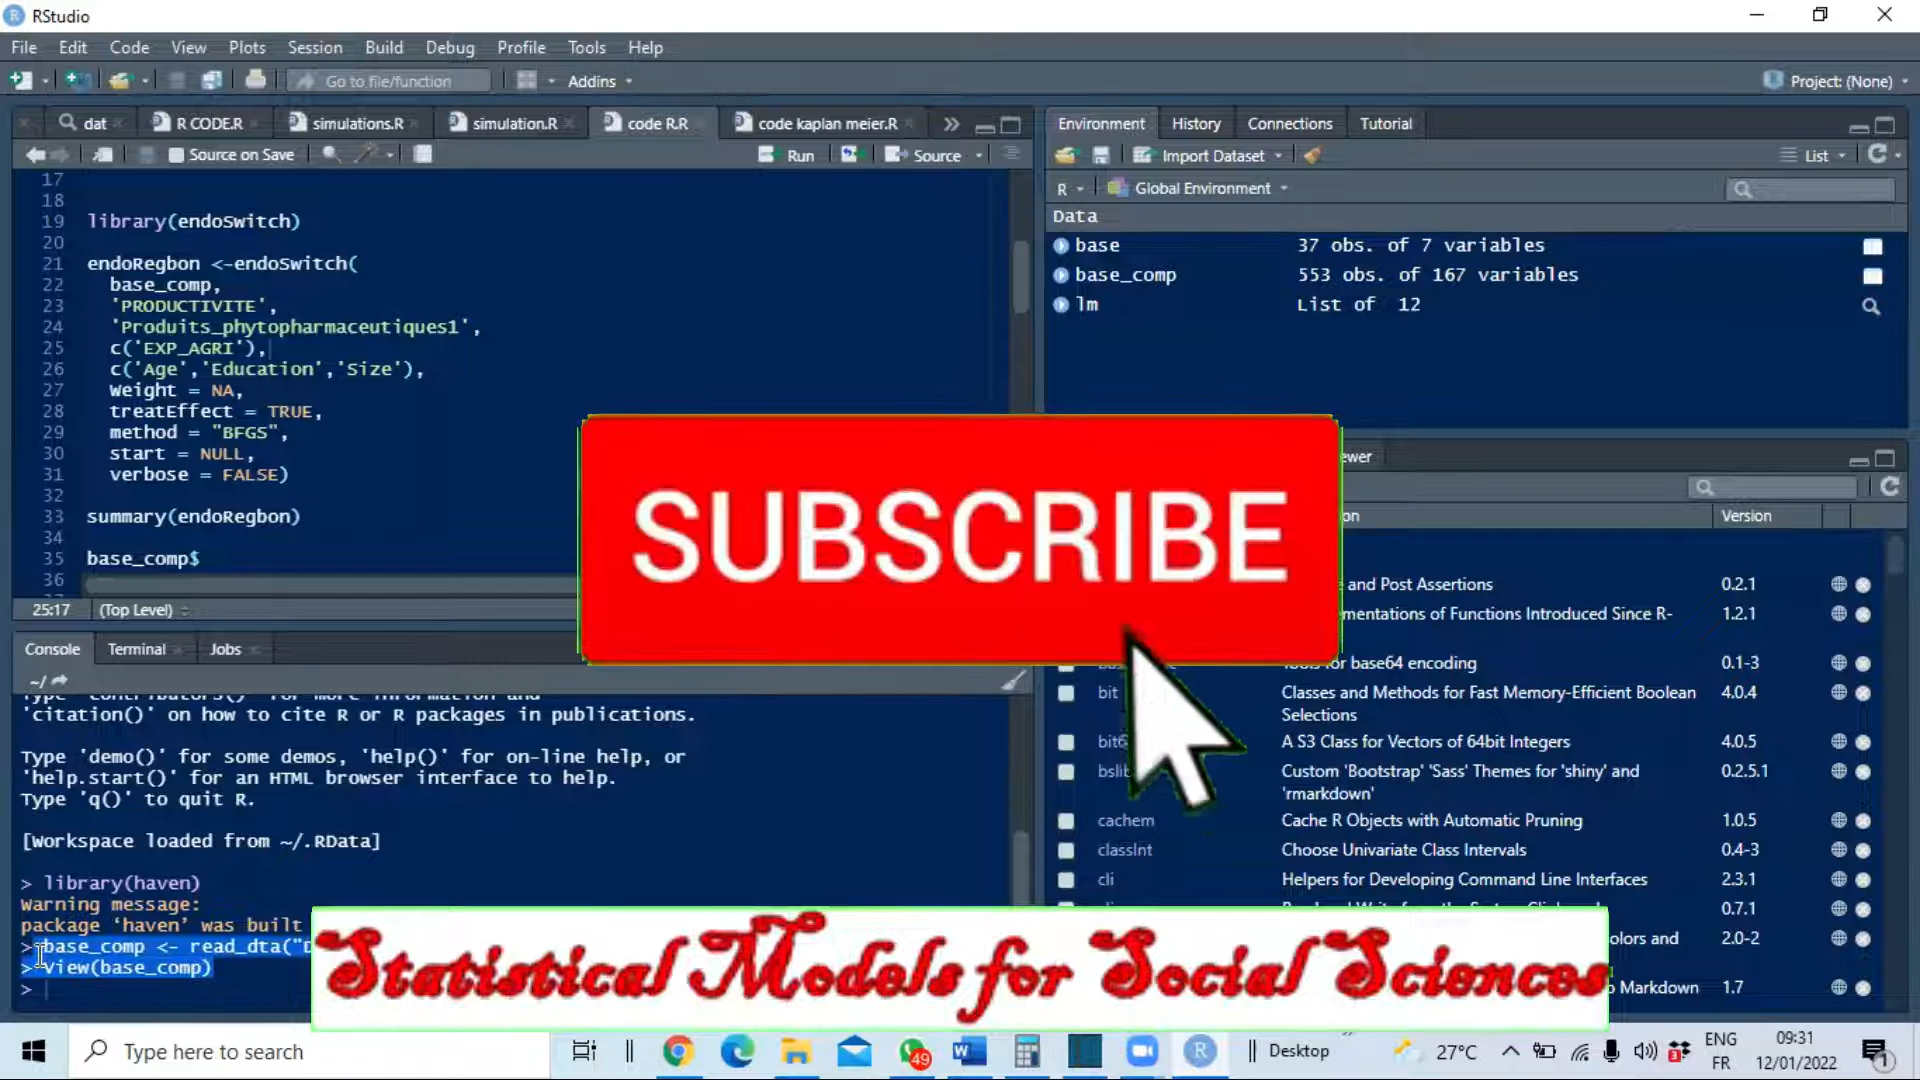 RStudio
File Edit Code View Plots Session Build Debug Profile Tools Help
Go to file/function Addins Project: (None)
dat R CODE.R simulations.R simulation.R code R.R code kaplan meier.R
Source on Save Run Source
17
18
19 library(endoSwitch)
20
21 endoRegbon <-endoSwitch(
22 base_comp,
23 'PRODUCTIVITE',
24 'Produits_phytopharmaceutiques1',
25 c('EXP_AGRI'),
26 c('Age','Education','Size'),
27 Weight = NA,
28 treatEffect = TRUE,
29 method = "BFGS",
30 start = NULL,
31 verbose = FALSE)
32
33 summary(endoRegbon)
34
35 base_comp$
36
25:17 (Top Level)
Console Terminal Jobs
~/
'citation()' on how to cite R or R packages in publications.
Type 'demo()' for some demos, 'help()' for on-line help, or
'help.start()' for an HTML browser interface to help.
Type 'q()' to quit R.
[Workspace loaded from ~/.RData]
> library(haven)
Warning message:
package ‘haven’ was built
> base_comp <- read_dta("D
> View(base_comp)
>
Environment History Connections Tutorial
Import Dataset List
R Global Environment
Data
base 37 obs. of 7 variables
base_comp 553 obs. of 167 variables
lm List of 12
ewer
on Version
e and Post Assertions 0.2.1
mentations of Functions Introduced Since R- 1.2.1
for base64 encoding 0.1-3
bit Classes and Methods for Fast Memory-Efficient Boolean Selections 4.0.4
bit6 A S3 Class for Vectors of 64bit Integers 4.0.5
bslib Custom 'Bootstrap' 'Sass' Themes for 'shiny' and 'rmarkdown' 0.2.5.1
cachem Cache R Objects with Automatic Pruning 1.0.5
classInt Choose Univariate Class Intervals 0.4-3
cli Helpers for Developing Command Line Interfaces 2.3.1
0.7.1
olors and 2.0-2
o Markdown 1.7
SUBSCRIBE
Statistical Models for Social Sciences
Type here to search
49
Desktop
27°C
3
ENG
FR
09:31
12/01/2022
1